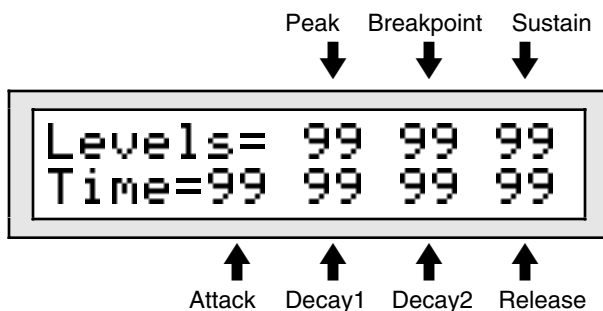 Peak Breakpoint Sustain
Levels= 99 99 99
Time=99 99 99 99
Attack Decay1 Decay2 Release